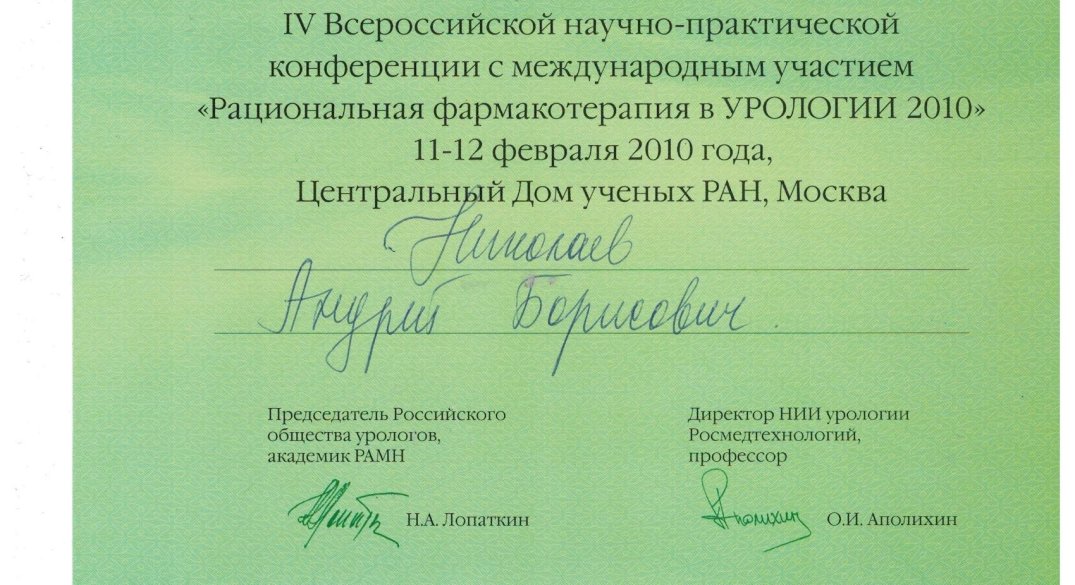 IV Всероссийской научно-практической
конференции с международным участием
«Рациональная фармакотерапия в УРОЛОГИИ 2010»
11-12 февраля 2010 года,
Центральный Дом ученых РАН, Москва
Николаев
Андрей Борисович
Председатель Российского
общества урологов,
академик РАМН
Н.А. Лопаткин
Директор НИИ урологии
Росмедтехнологий,
профессор
Аполихин
О.И. Аполихин